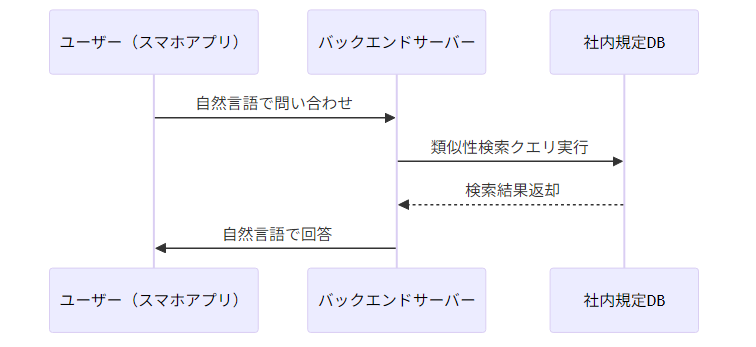 ユーザー（スマホアプリ）
バックエンドサーバー
社内規定DB
自然言語で問い合わせ
類似性検索クエリ実行
検索結果返却
自然言語で回答
ユーザー（スマホアプリ）
バックエンドサーバー
社内規定DB